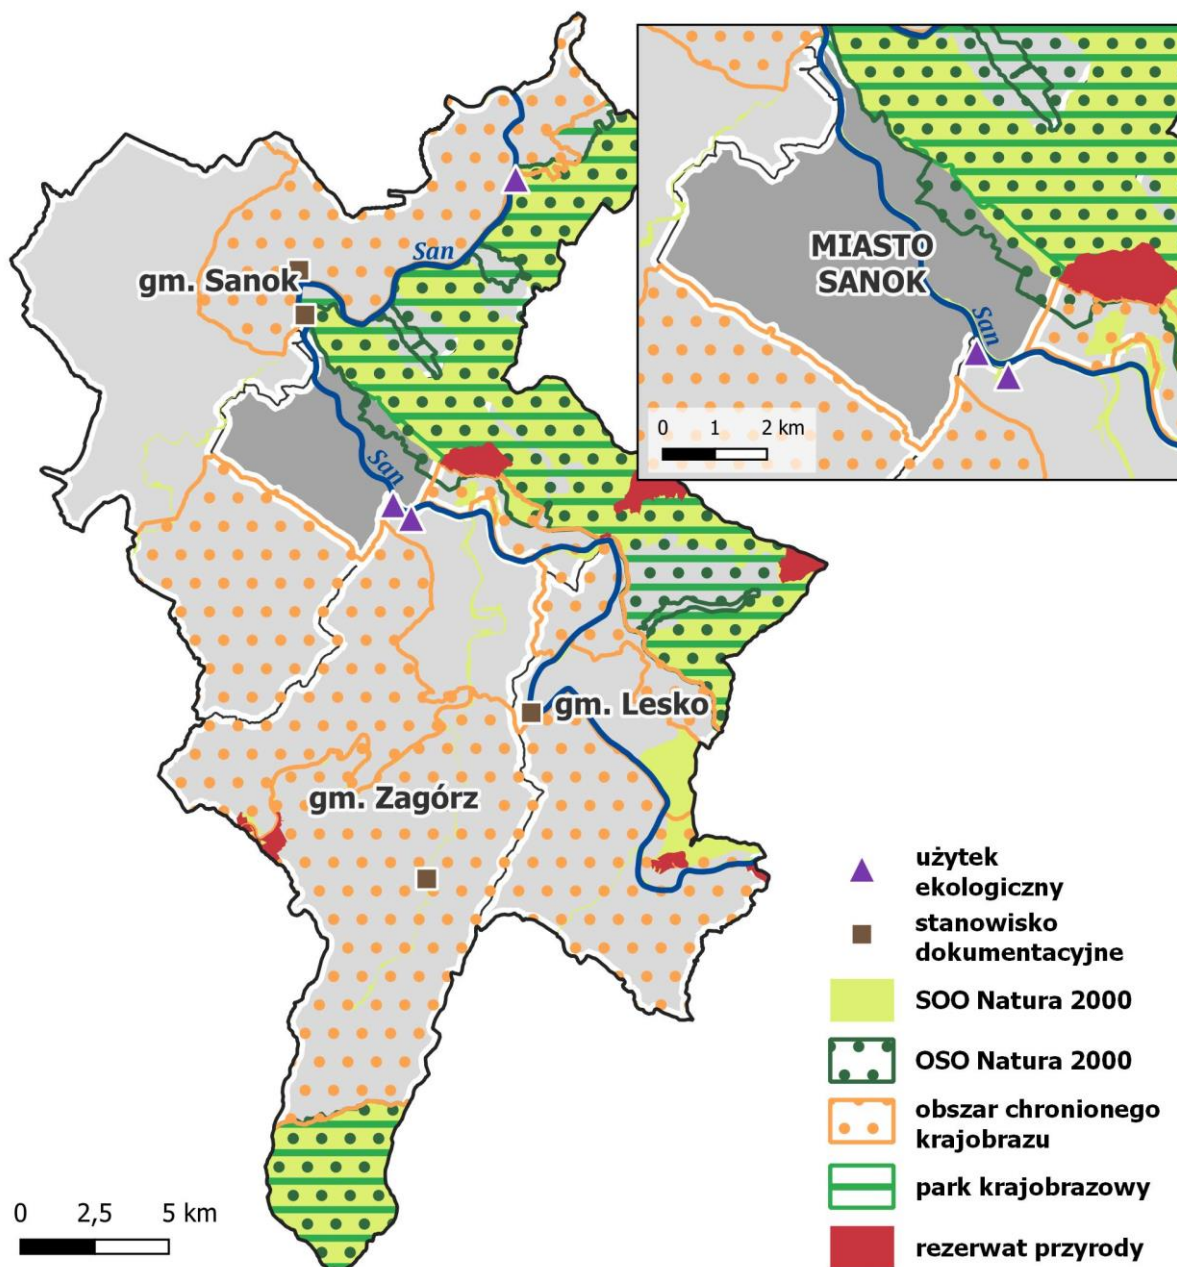 MIASTO
SANOK
San
0 1 2 km
San
gm. Sanok
San
gm. Lesko
gm. Zagórz
użytek
ekologiczny
stanowisko
dokumentacyjne
SOO Natura 2000
OSO Natura 2000
obszar chronionego
krajobrazu
park krajobrazowy
rezerwat przyrody
0 2,5 5 km